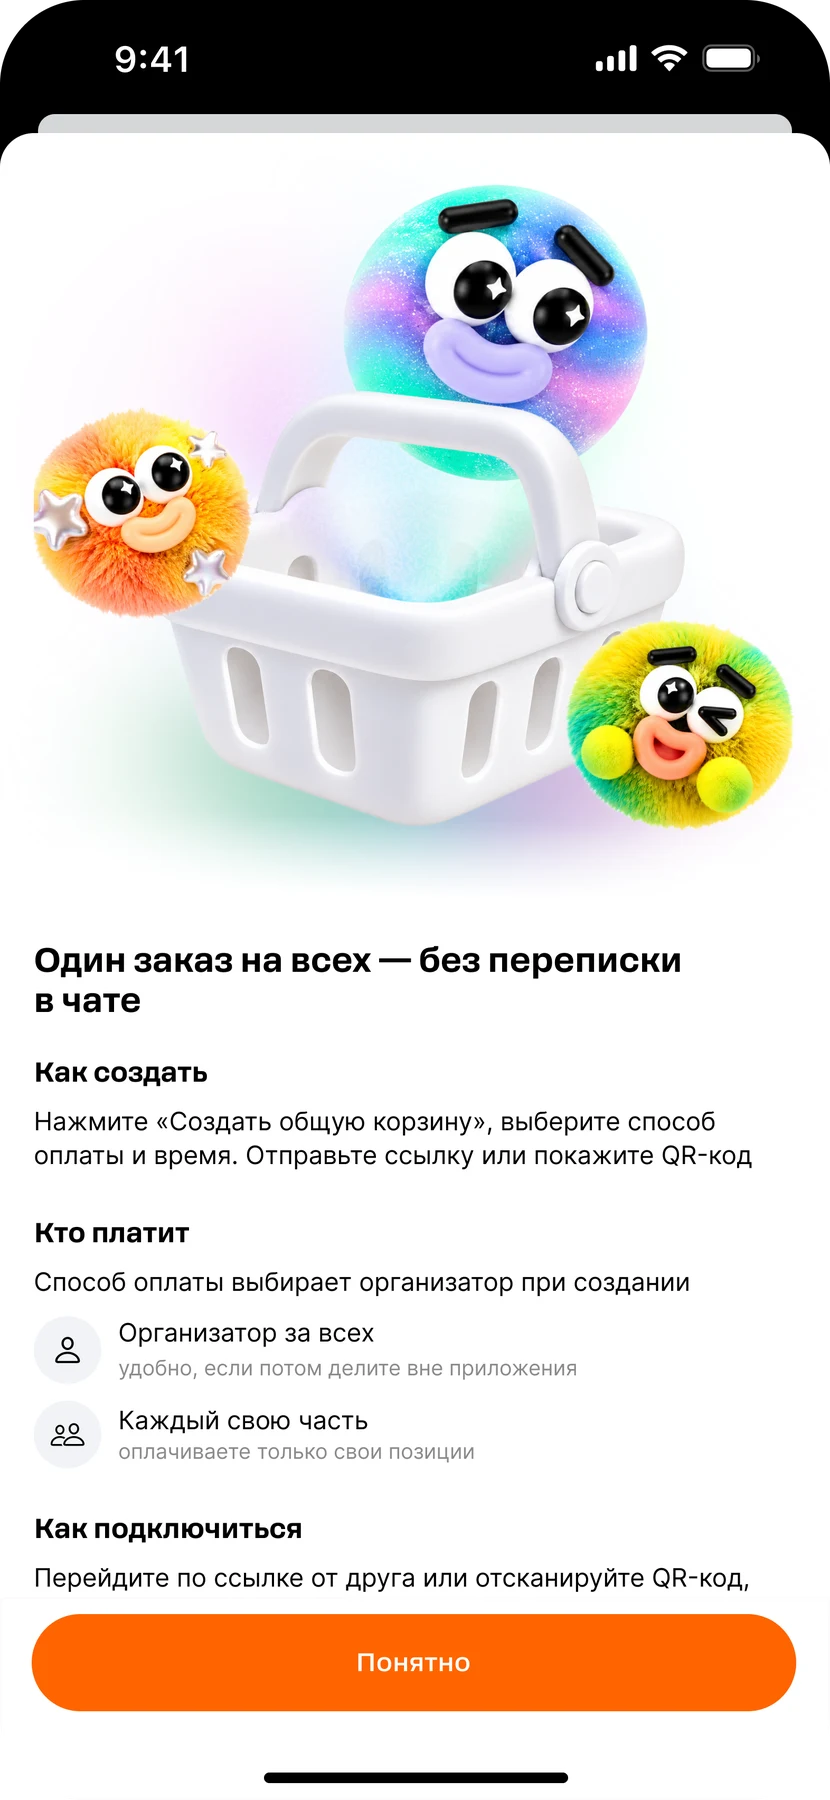 9:41
Один заказ на всех — без переписки
в чате
Как создать
Нажмите «Создать общую корзину», выберите способ
оплаты и время. Отправьте ссылку или покажите QR-код
Кто платит
Способ оплаты выбирает организатор при создании
Организатор за всех
удобно, если потом делите вне приложения
Каждый свою часть
оплачиваете только свои позиции
Как подключиться
Перейдите по ссылке от друга или отсканируйте QR-код,
Понятно